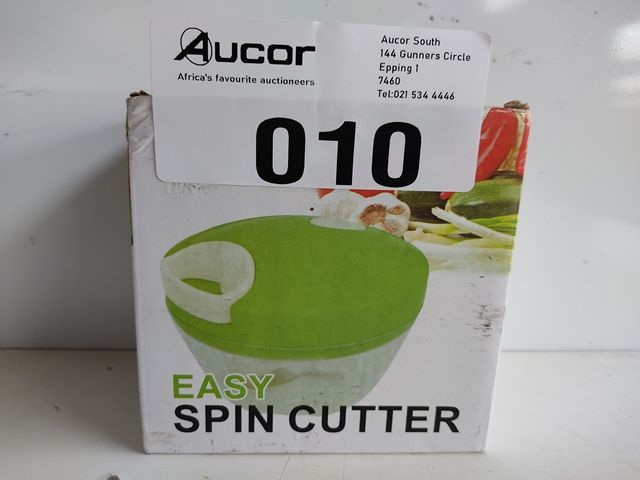 Aucor
Africa's favourite auctioneers
Aucor South
144 Gunners Circle
Epping 1
7460
Tel:021 534 4446
010
EASY
SPIN CUTTER